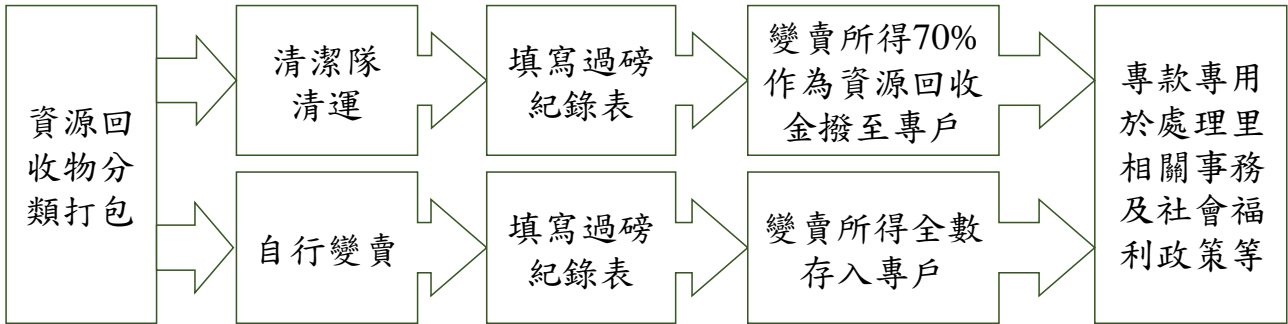 資源回
收物分
類打包
清潔隊
清運
填寫過磅
紀錄表
變賣所得70%
作為資源回收
金撥至專戶
自行變賣
填寫過磅
紀錄表
變賣所得全數
存入專戶
專款專用
於處理里
相關事務
及社會福
利政策等